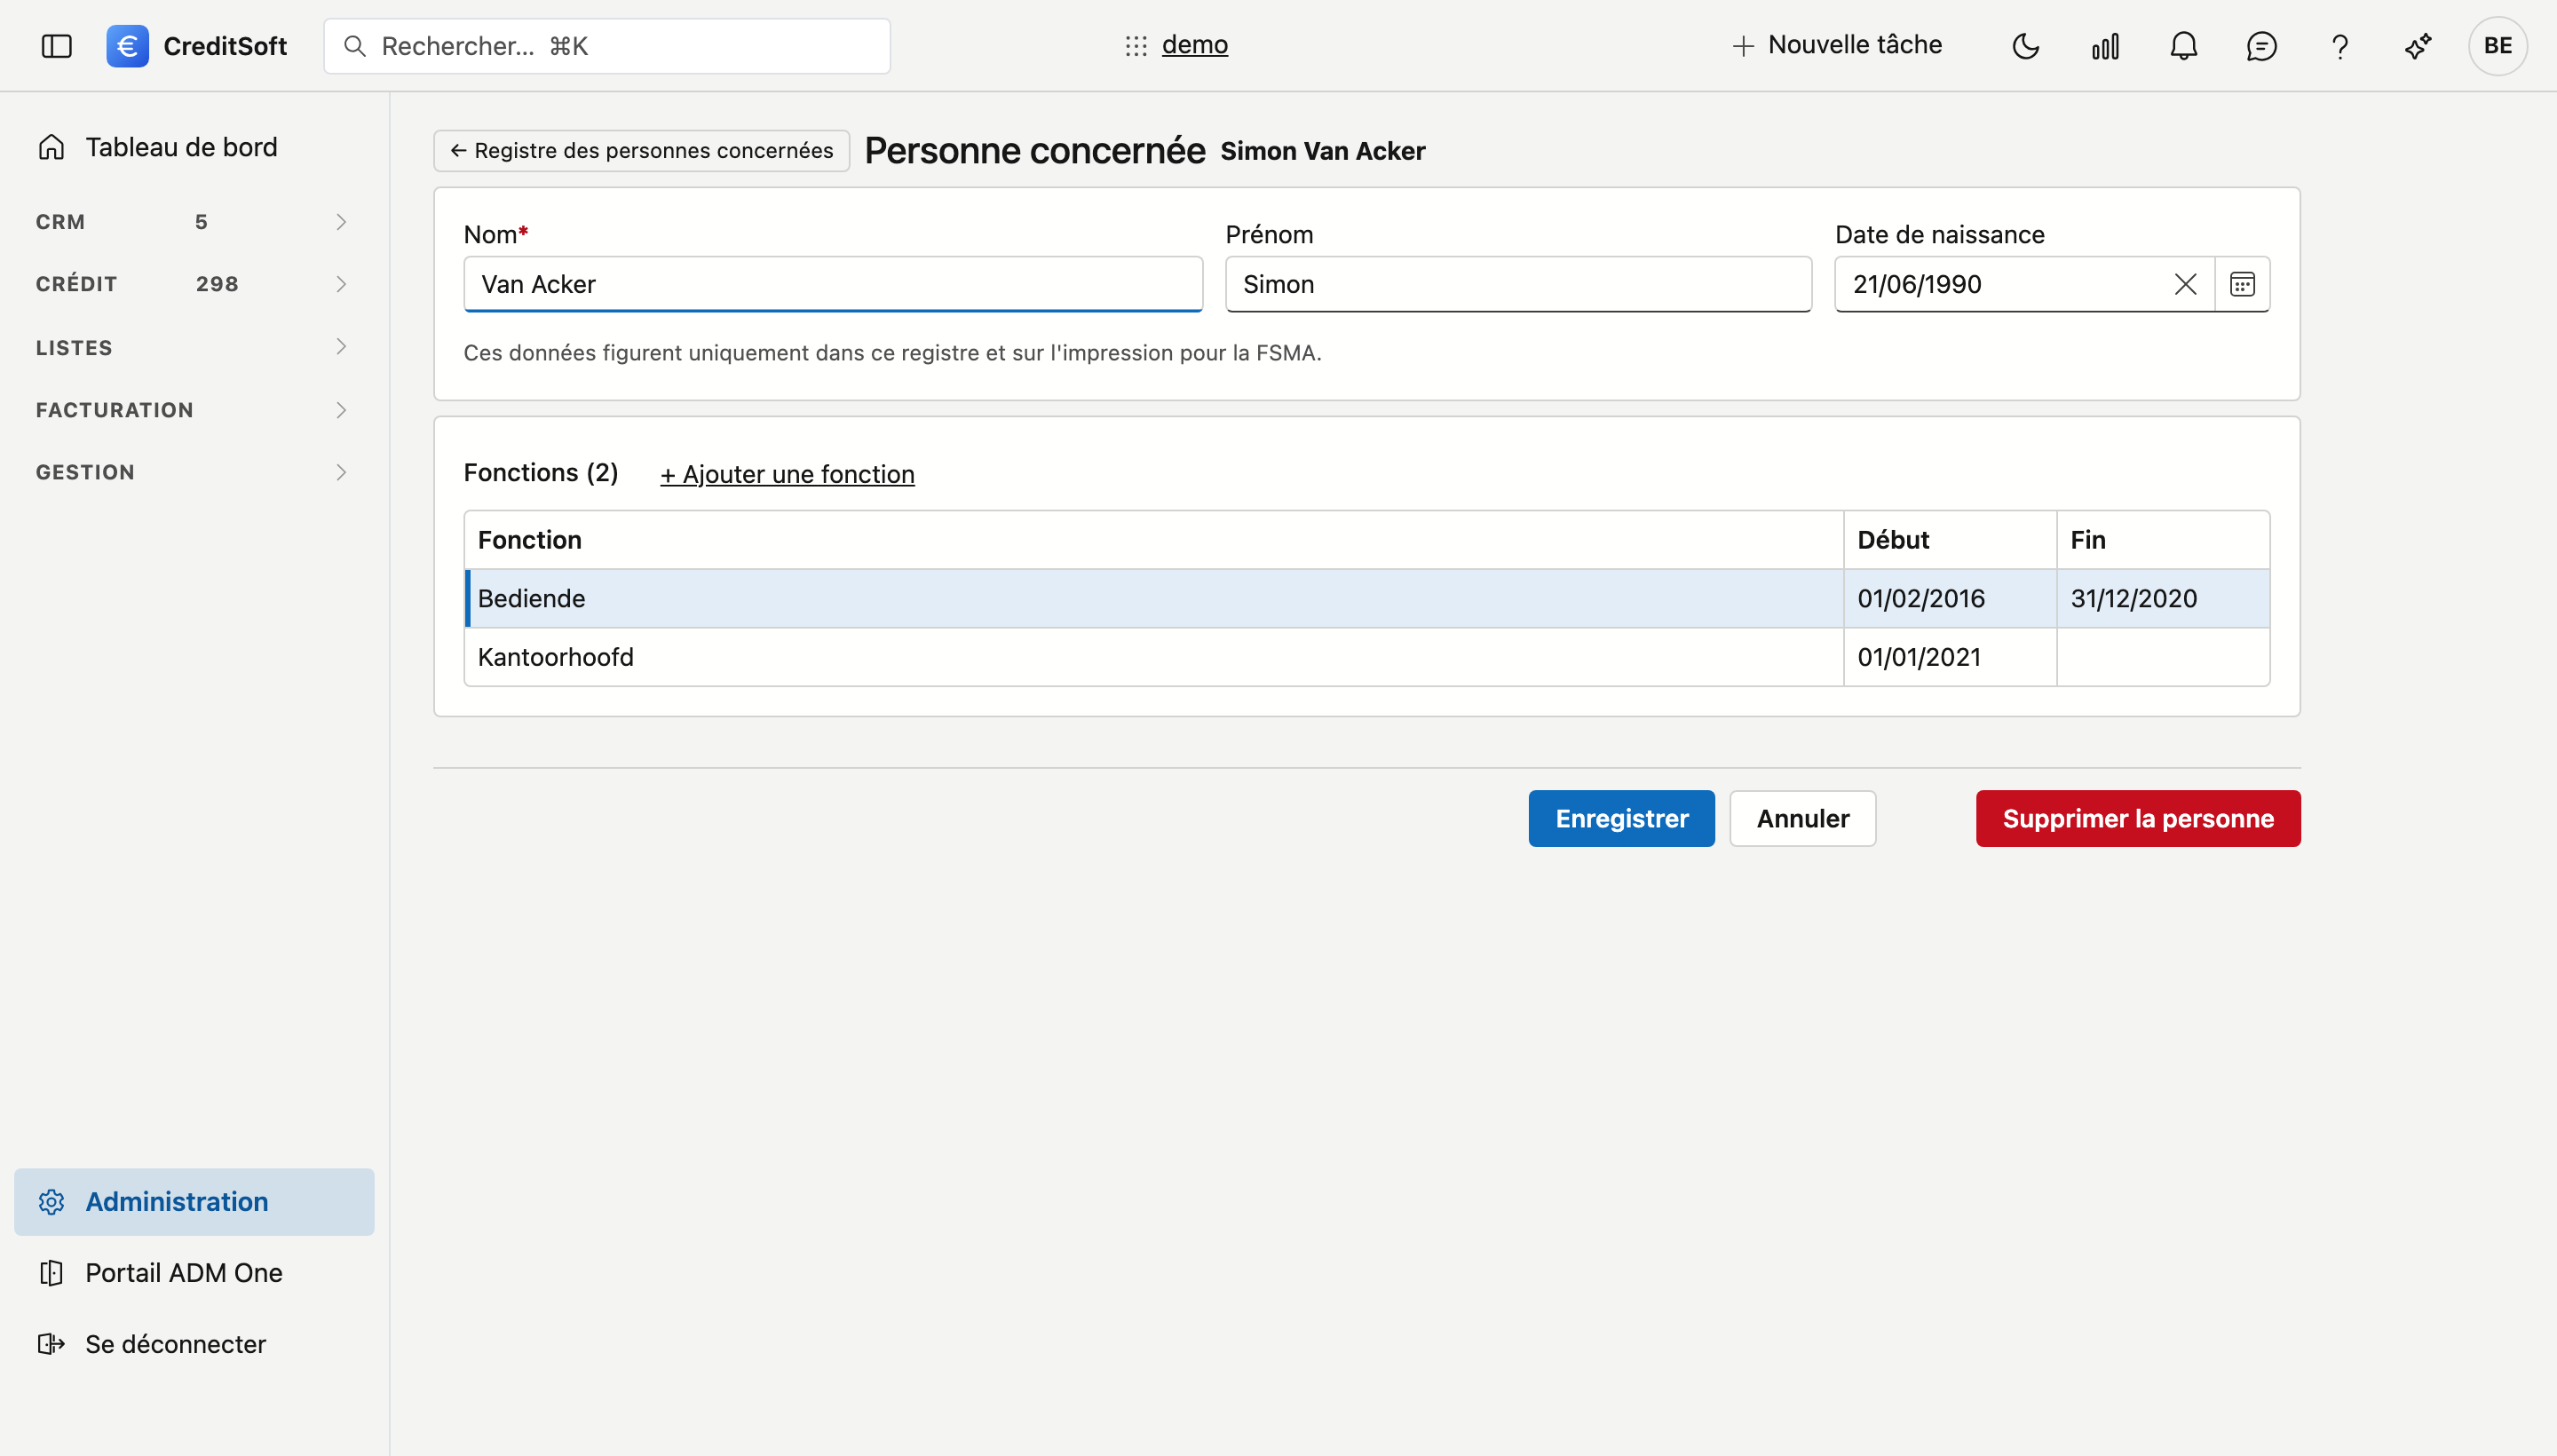 € CreditSoft
Rechercher... ⌘K
demo
Nouvelle tâche
?
BE
Tableau de bord
CRM 5
CRÉDIT 298
LISTES
FACTURATION
GESTION
Administration
Portail ADM One
Se déconnecter
← Registre des personnes concernées Personne concernée Simon Van Acker
Nom* Prénom Date de naissance
Van Acker Simon 21/06/1990
Ces données figurent uniquement dans ce registre et sur l'impression pour la FSMA.
Fonctions (2) + Ajouter une fonction
Fonction Début Fin
Bediende 01/02/2016 31/12/2020
Kantoorhoofd 01/01/2021
Enregistrer Annuler Supprimer la personne